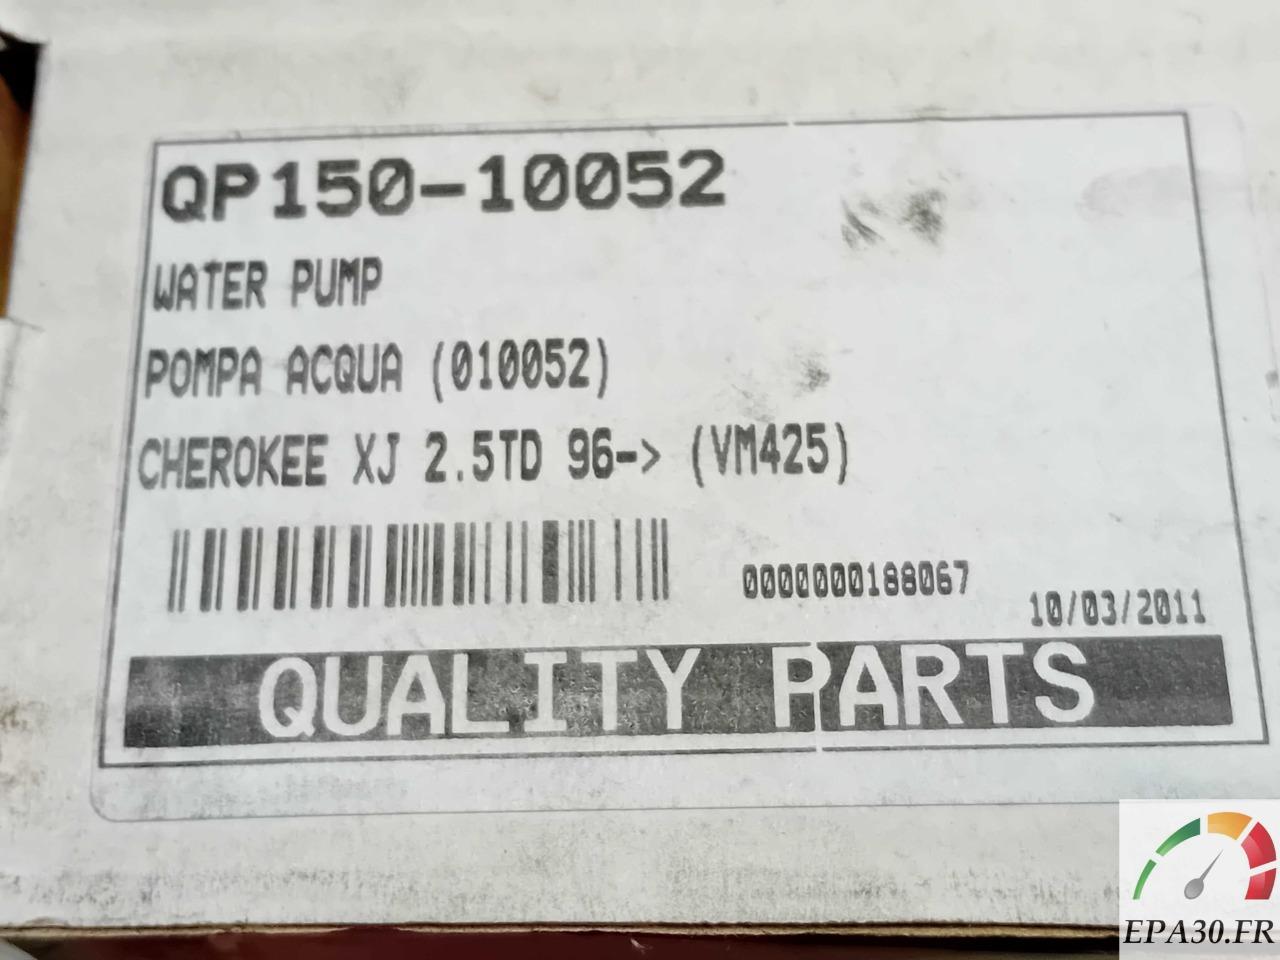 QP150-10052
WATER PUMP
POMPA ACQUA (010052)
CHEROKEE XJ 2.5TD 96-> (VM425)
0000000188067
10/03/2011
QUALITY PARTS
EPA30.FR